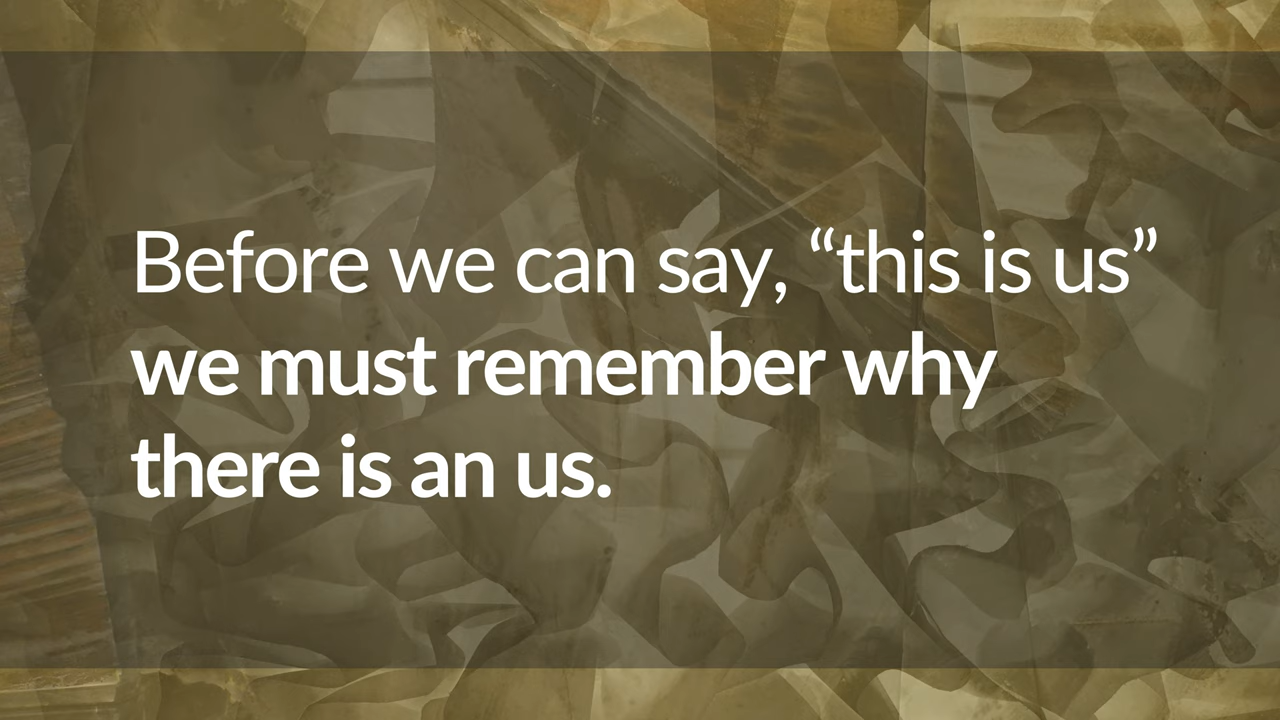 Before we can say, “this is us”
we must remember why
there is an us.